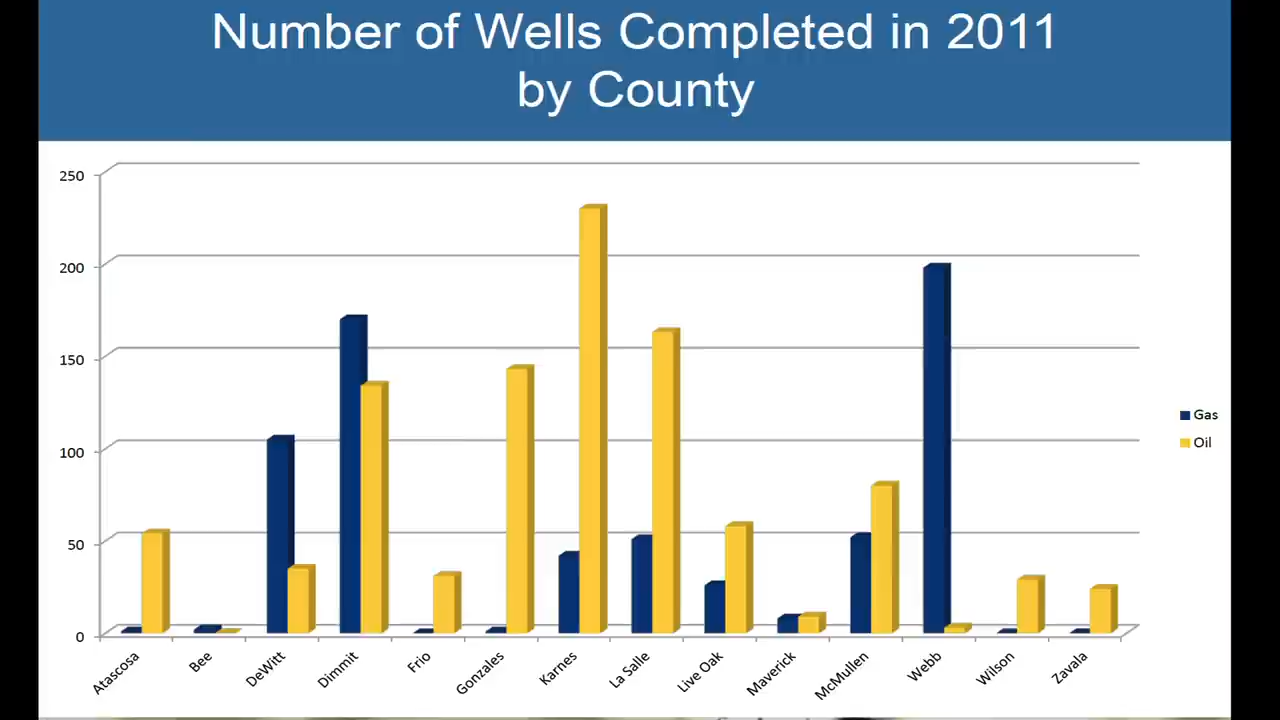 Number of Wells Completed in 2011
by County
250
200
150
100
50
0
Gas
Oil
Atascosa
Bee
DeWitt
Dimmit
Frio
Gonzales
Karnes
La Salle
Live Oak
Maverick
McMullen
Webb
Wilson
Zavala